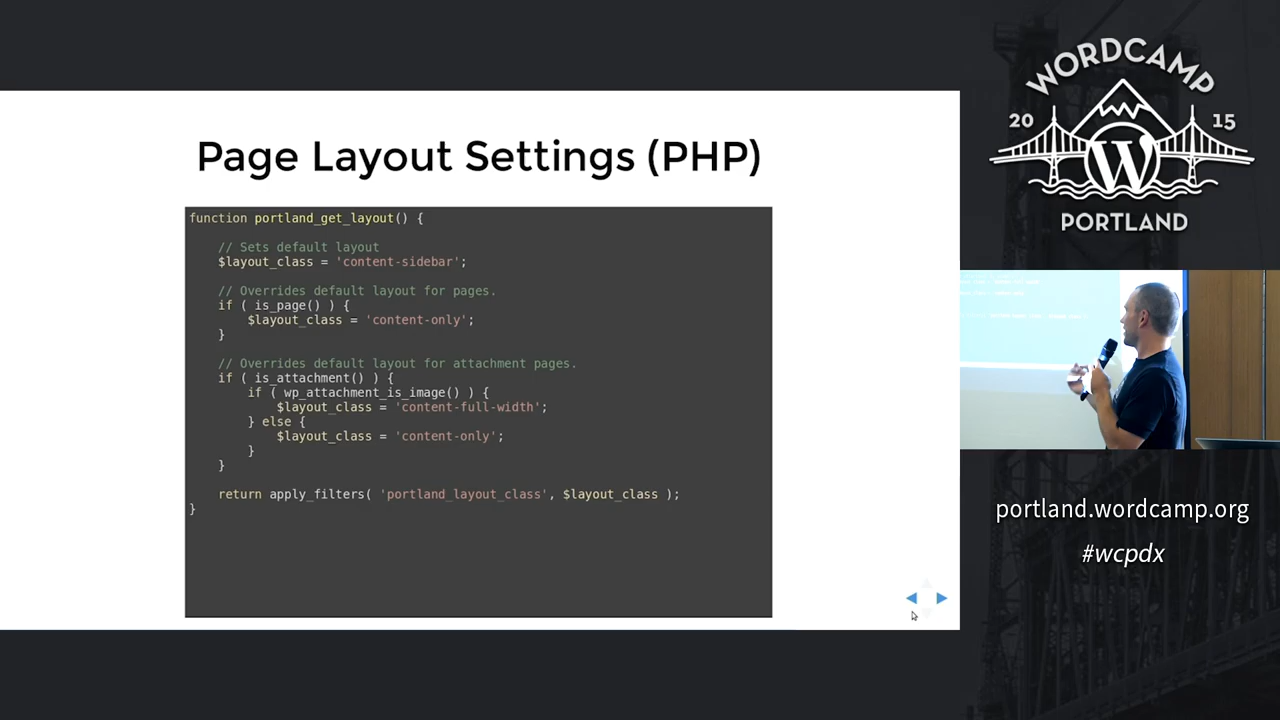 Page Layout Settings (PHP)
function portland_get_layout() {
// Sets default layout
$layout_class = 'content-sidebar';
// Overrides default layout for pages.
if ( is_page() ) {
$layout_class = 'content-only';
}
// Overrides default layout for attachment pages.
if ( is_attachment() ) {
if ( wp_attachment_is_image() ) {
$layout_class = 'content-full-width';
} else {
$layout_class = 'content-only';
}
}
return apply_filters( 'portland_layout_class', $layout_class );
}
WORDCAMP
20 15
W
PORTLAND
portland.wordcamp.org
#wcpdx